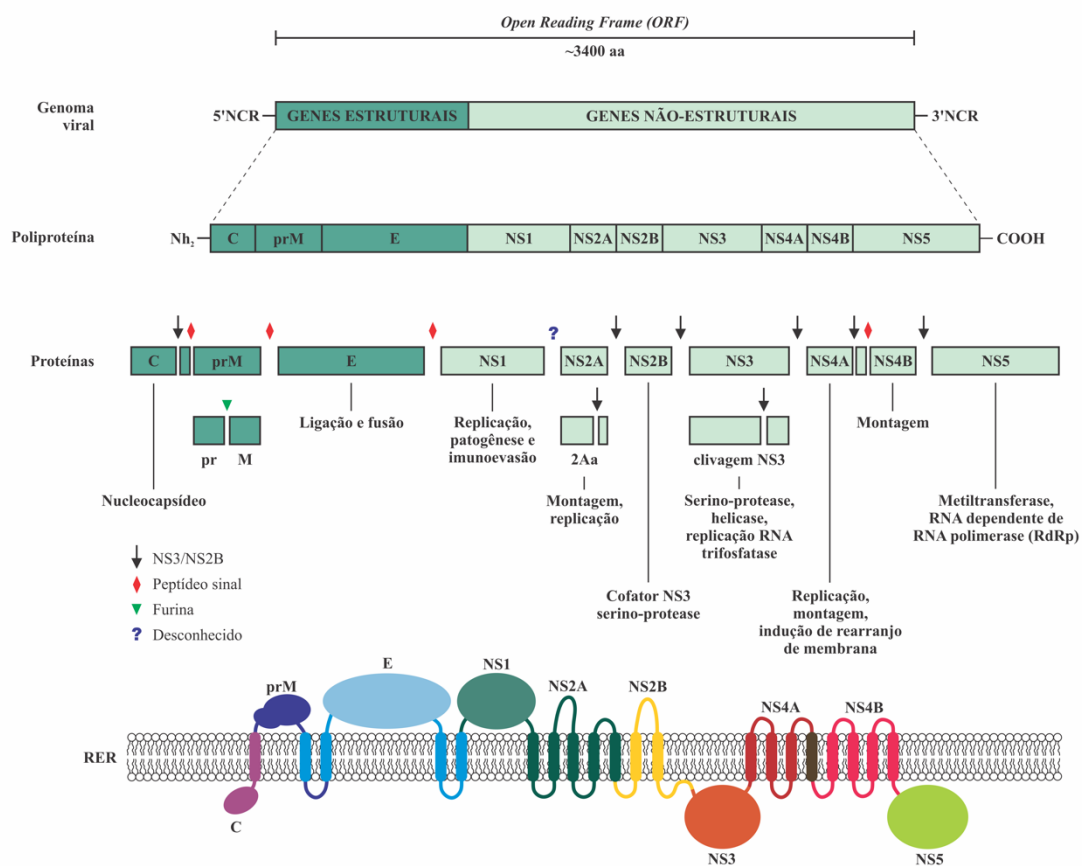 Open Reading Frame (ORF)
~3400 aa
Genoma
viral
5'NCR
GENES ESTRUTURAIS
GENES NÃO-ESTRUTURAIS
3'NCR
Poliproteína
Nh₂
C
prM
E
NS1
NS2A
NS2B
NS3
NS4A
NS4B
NS5
COOH
?
Proteínas
C
prM
E
NS1
NS2A
NS2B
NS3
NS4A
NS4B
NS5
pr
M
Ligação e fusão
Replicação,
patogênese e
imunoevasão
2Aa
clivagem NS3
Montagem
Nucleocapsídeo
Montagem,
replicação
Serino-protease,
helicase,
replicação RNA
trifosfatase
Metiltransferase,
RNA dependente de
RNA polimerase (RdRp)
Cofator NS3
serino-protease
Replicação,
montagem,
indução de rearranjo
de membrana
NS3/NS2B
Peptídeo sinal
Furina
? Desconhecido
RER
C
prM
E
NS1
NS2A
NS2B
NS3
NS4A
NS4B
NS5